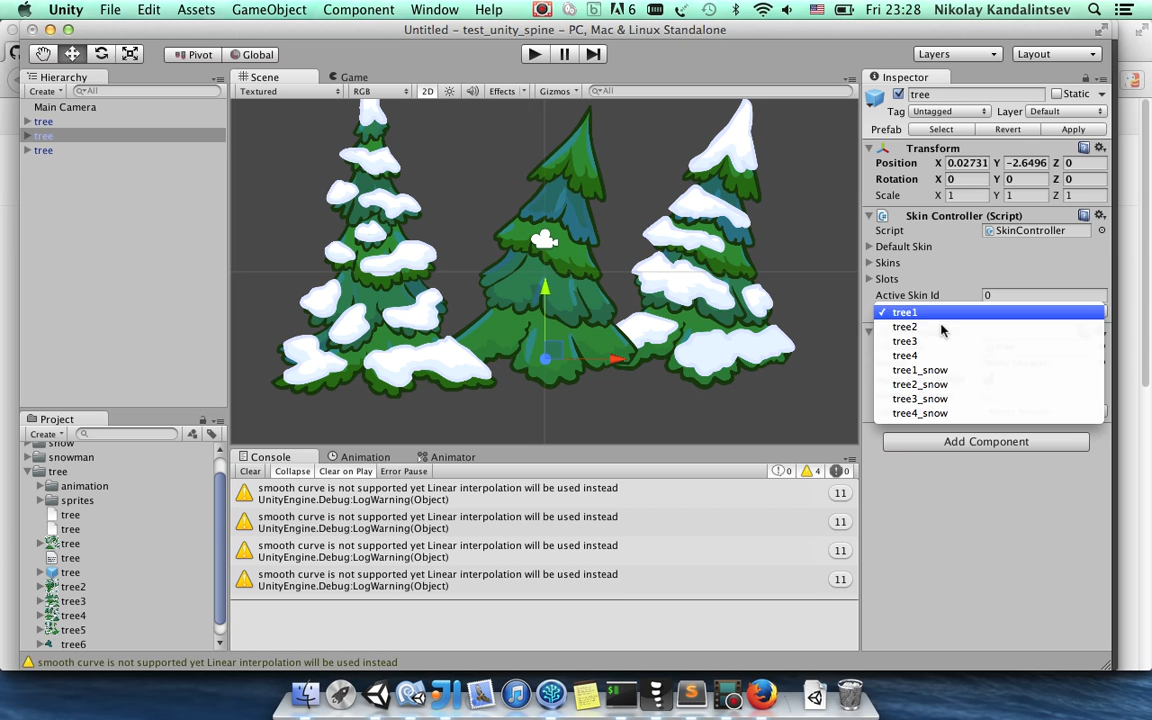 Unity File Edit Assets GameObject Component Window Help 6 Fri 23:28 Nikolay Kandalintsev
Untitled - test_unity_spine - PC, Mac & Linux Standalone
Pivot Global Layers Layout
Hierarchy
Create All
Main Camera
tree
tree
tree
Scene Game
Textured RGB 2D Effects Gizmos All
Inspector
tree Static
Tag Untagged Layer Default
Prefab Select Revert Apply
Transform
Position X 0.02731 Y -2.6496 Z 0
Rotation X 0 Y 0 Z 0
Scale X 1 Y 1 Z 1
Skin Controller (Script)
Script SkinController
Default Skin
Skins
Slots
Active Skin Id 0
✓ tree1
tree2
tree3
tree4
tree1_snow
tree2_snow
tree3_snow
tree4_snow
Add Component
Project
Create
snow
snowman
tree
animation
sprites
tree
tree
tree
tree
tree
tree2
tree3
tree4
tree5
tree6
Console Animation Animator
Clear Collapse Clear on Play Error Pause 0 4 0
smooth curve is not supported yet Linear interpolation will be used instead
UnityEngine.Debug:LogWarning(Object) 11
smooth curve is not supported yet Linear interpolation will be used instead
UnityEngine.Debug:LogWarning(Object) 11
smooth curve is not supported yet Linear interpolation will be used instead
UnityEngine.Debug:LogWarning(Object) 11
smooth curve is not supported yet Linear interpolation will be used instead
UnityEngine.Debug:LogWarning(Object) 11
smooth curve is not supported yet Linear interpolation will be used instead